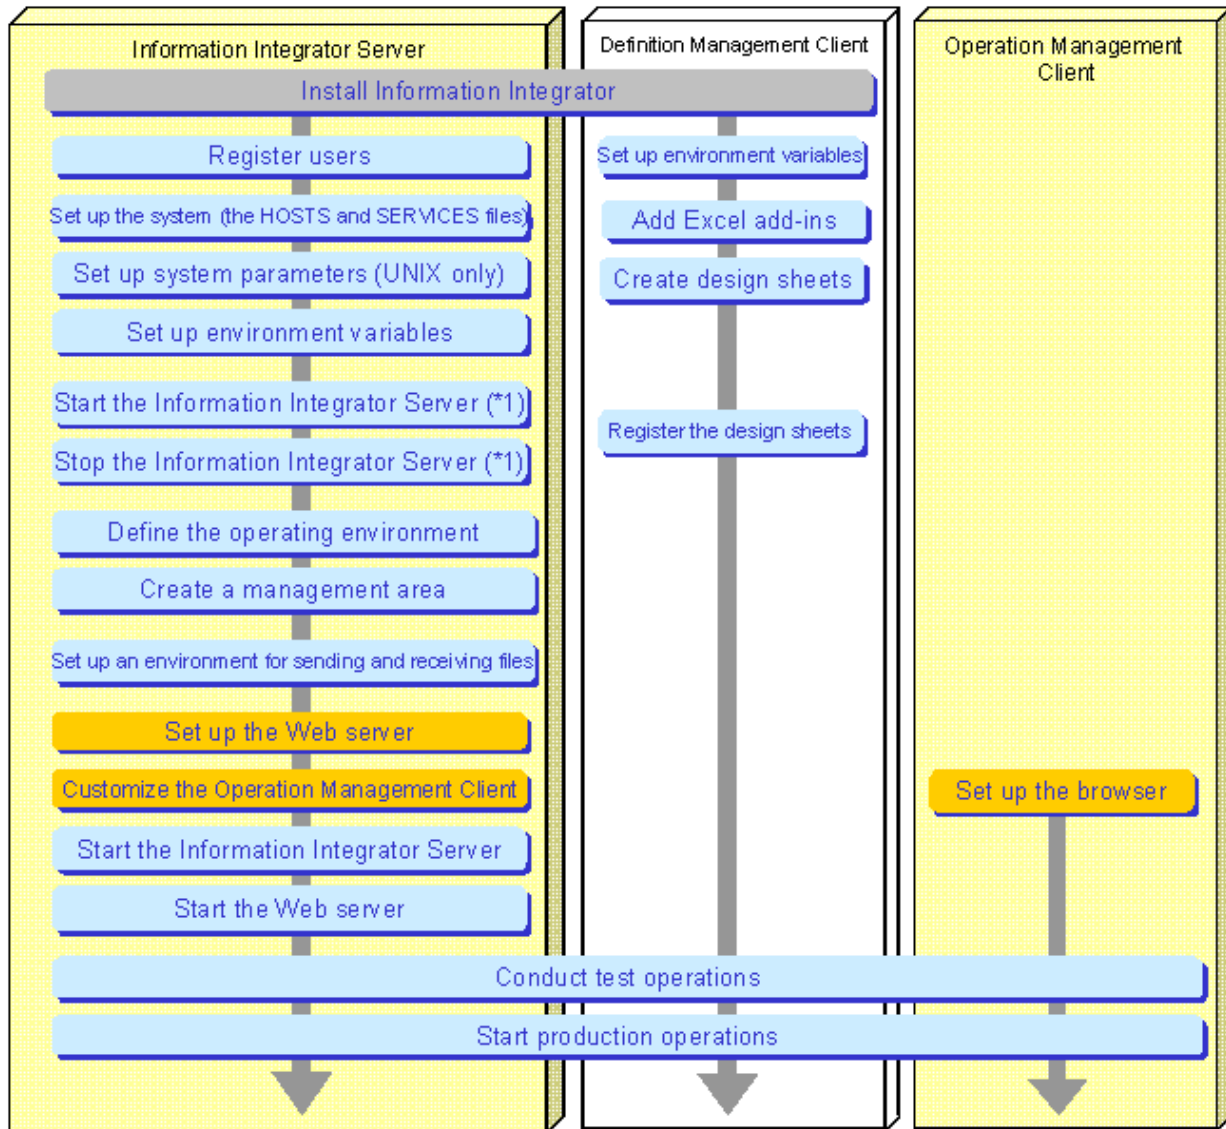 Information Integrator Server
Definition Management Client
Operation Management
Client
Install Information Integrator
Register users
Set up environment variables
Set up the system (the HOSTS and SERVICES files)
Add Excel add-ins
Set up system parameters (UNIX only)
Create design sheets
Set up environment variables
Start the Information Integrator Server (*1)
Register the design sheets
Stop the Information Integrator Server (*1)
Define the operating environment
Create a management area
Set up an environment for sending and receiving files
Set up the Web server
Customize the Operation Management Client
Set up the browser
Start the Information Integrator Server
Start the Web server
Conduct test operations
Start production operations